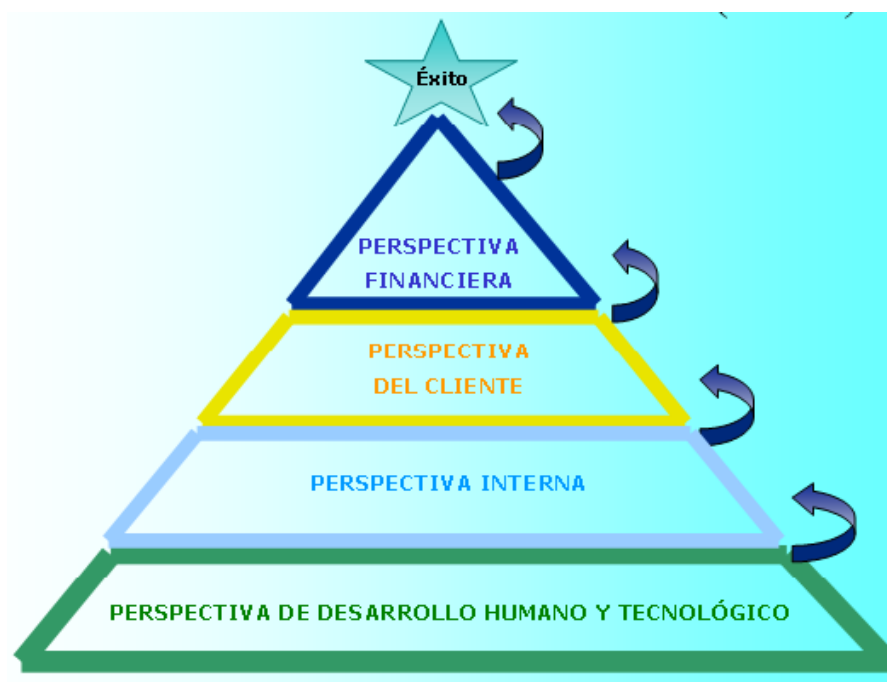 Éxito
PERSPECTIVA
FINANCIERA
PERSPECTIVA
DEL CLIENTE
PERSPECTIVA INTERNA
PERSPECTIVA DE DESARROLLO HUMANO Y TECNOLÓGICO